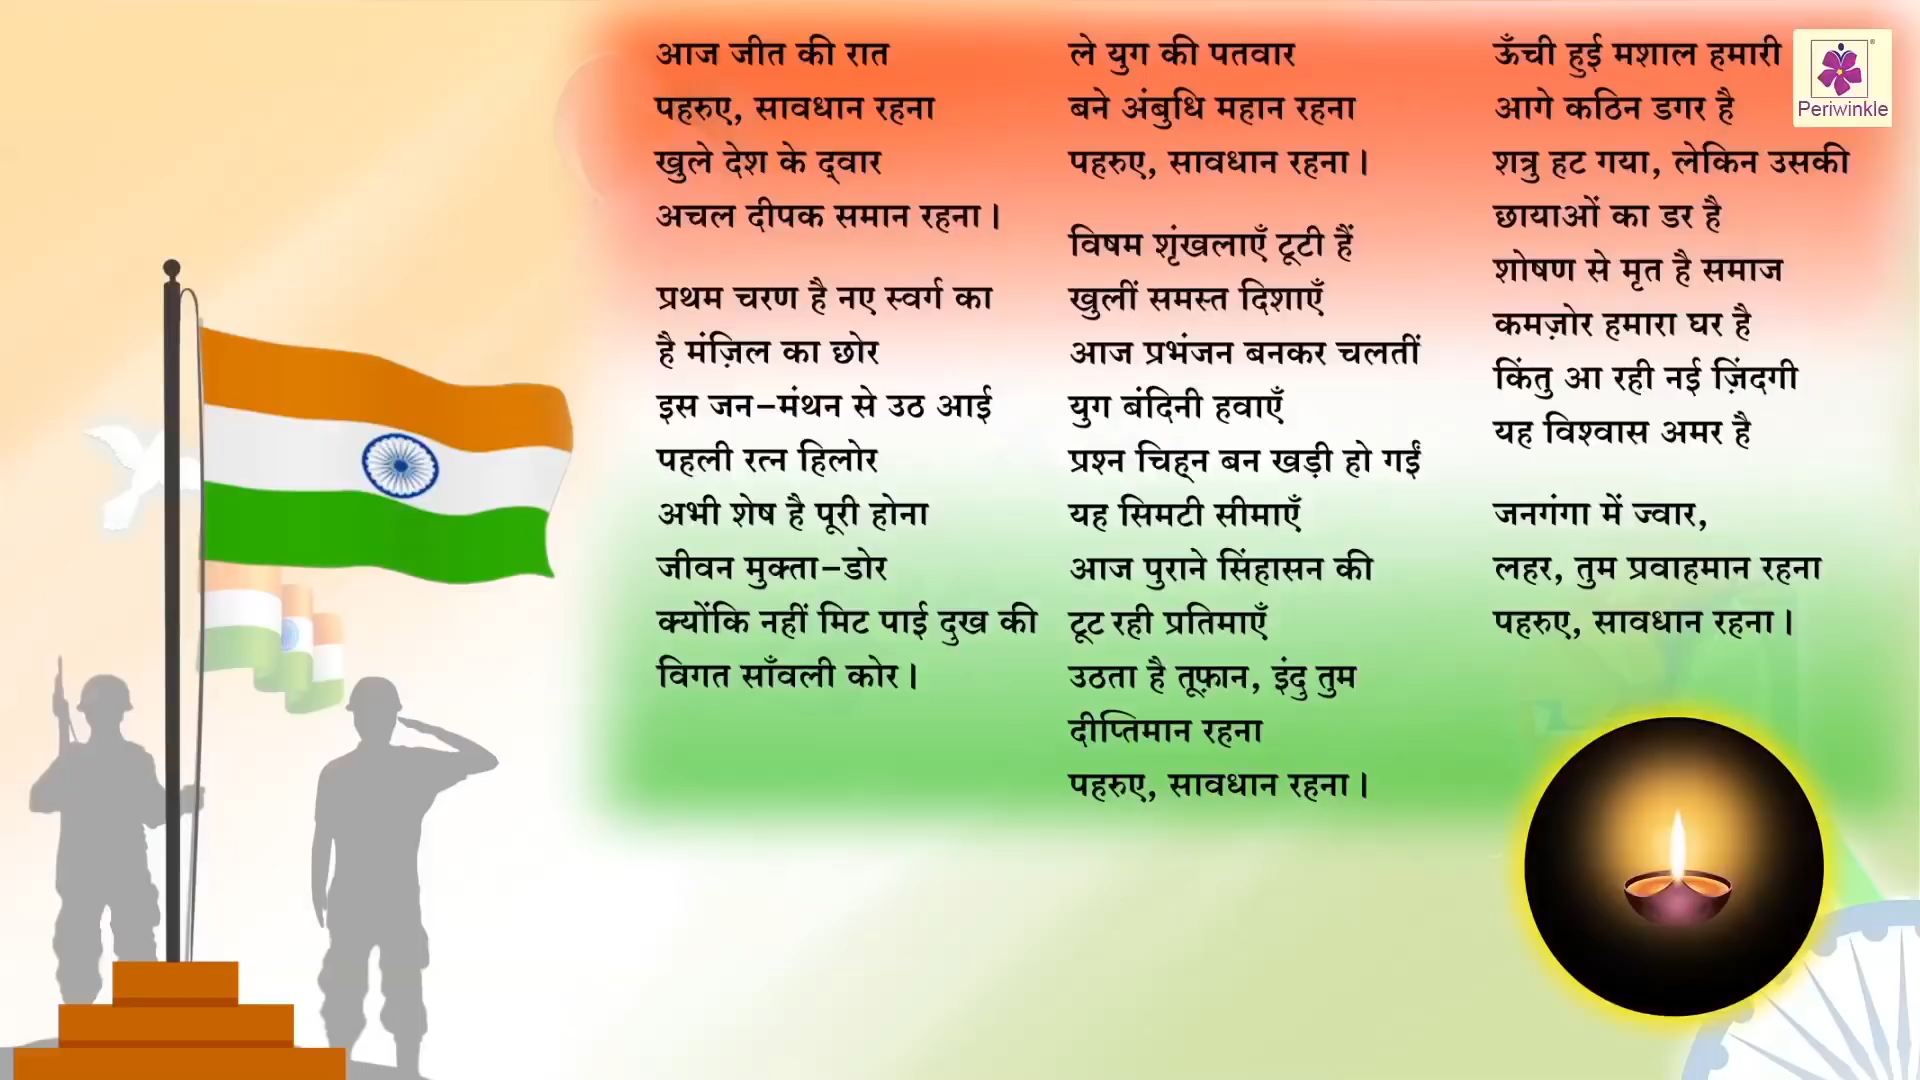 आज जीत की रात
पहरुए, सावधान रहना
खुले देश के द्‌वार
अचल दीपक समान रहना।
प्रथम चरण है नए स्वर्ग का
है मंज़िल का छोर
इस जन-मंथन से उठ आई
पहली रत्न हिलोर
अभी शेष है पूरी होना
जीवन मुक्ता-डोर
क्योंकि नहीं मिट पाई दुख की
विगत साँवली कोर।
ले युग की पतवार
बने अंबुधि महान रहना
पहरुए, सावधान रहना।
विषम शृंखलाएँ टूटी हैं
खुलीं समस्त दिशाएँ
आज प्रभंजन बनकर चलतीं
युग बंदिनी हवाएँ
प्रश्न चिह्‌न बन खड़ी हो गईं
यह सिमटी सीमाएँ
आज पुराने सिंहासन की
टूट रही प्रतिमाएँ
उठता है तूफ़ान, इंदु तुम
दीप्तिमान रहना
पहरुए, सावधान रहना।
ऊँची हुई मशाल हमारी
आगे कठिन डगर है
शत्रु हट गया, लेकिन उसकी
छायाओं का डर है
शोषण से मृत है समाज
कमज़ोर हमारा घर है
किंतु आ रही नई ज़िंदगी
यह विश्वास अमर है
जनगंगा में ज्वार,
लहर, तुम प्रवाहमान रहना
पहरुए, सावधान रहना।
Periwinkle